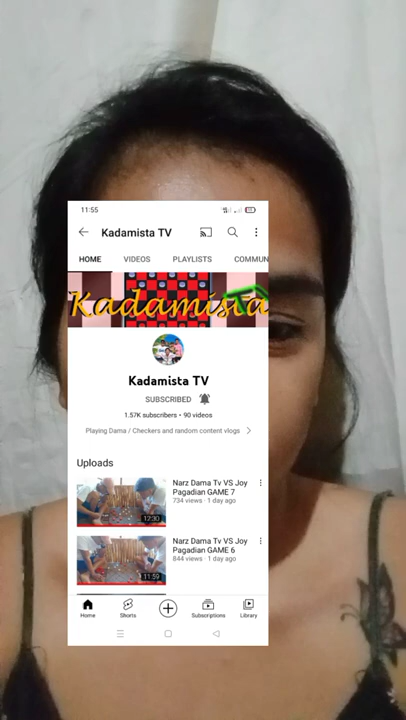 11:55
Kadamista TV
HOME VIDEOS PLAYLISTS COMMUN
Kadamista
Kadamista TV
SUBSCRIBED
1.57K subscribers • 90 videos
Playing Dama / Checkers and random content vlogs
Uploads
Narz Dama Tv VS Joy
Pagadian GAME 7
734 views · 1 day ago
12:30
Narz Dama Tv VS Joy
Pagadian GAME 6
844 views · 1 day ago
11:59
Home Shorts Subscriptions Library